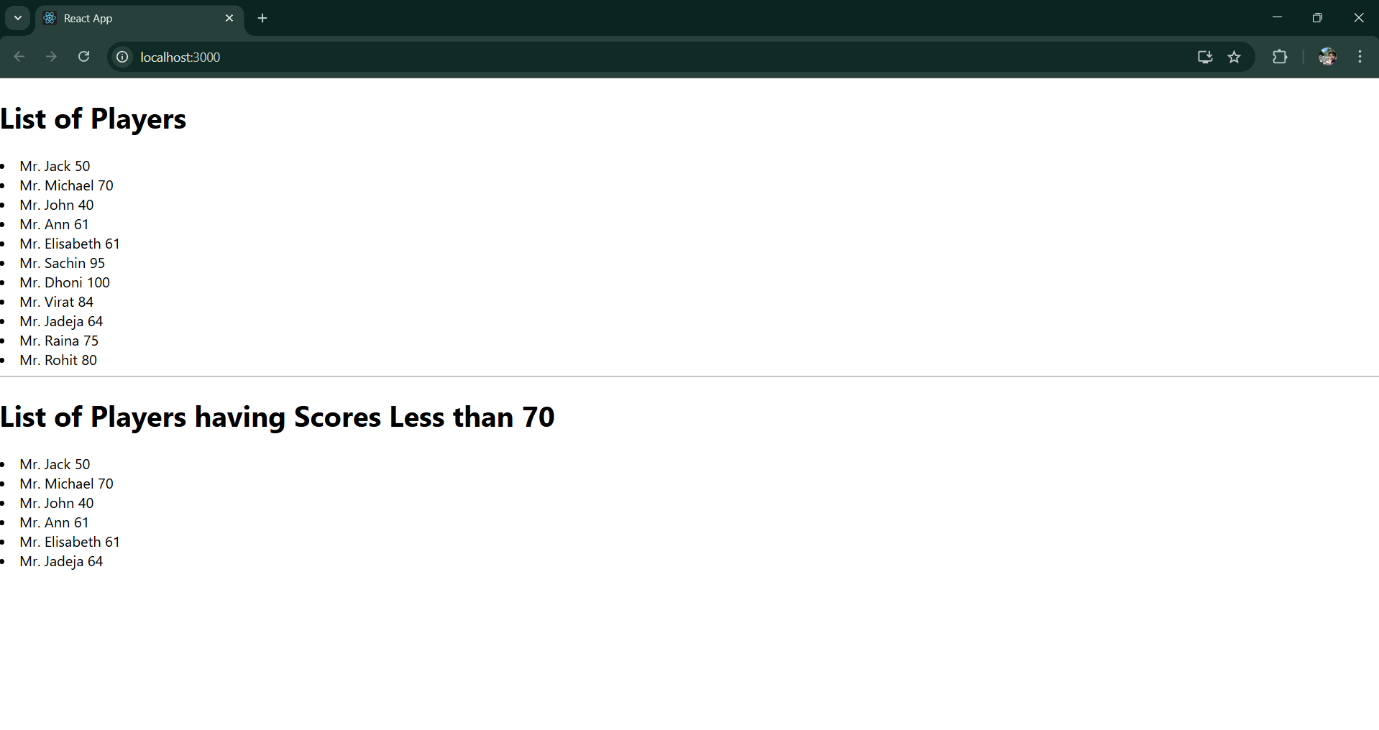 React App
localhost:3000
List of Players
Mr. Jack 50
Mr. Michael 70
Mr. John 40
Mr. Ann 61
Mr. Elisabeth 61
Mr. Sachin 95
Mr. Dhoni 100
Mr. Virat 84
Mr. Jadeja 64
Mr. Raina 75
Mr. Rohit 80
List of Players having Scores Less than 70
Mr. Jack 50
Mr. Michael 70
Mr. John 40
Mr. Ann 61
Mr. Elisabeth 61
Mr. Jadeja 64